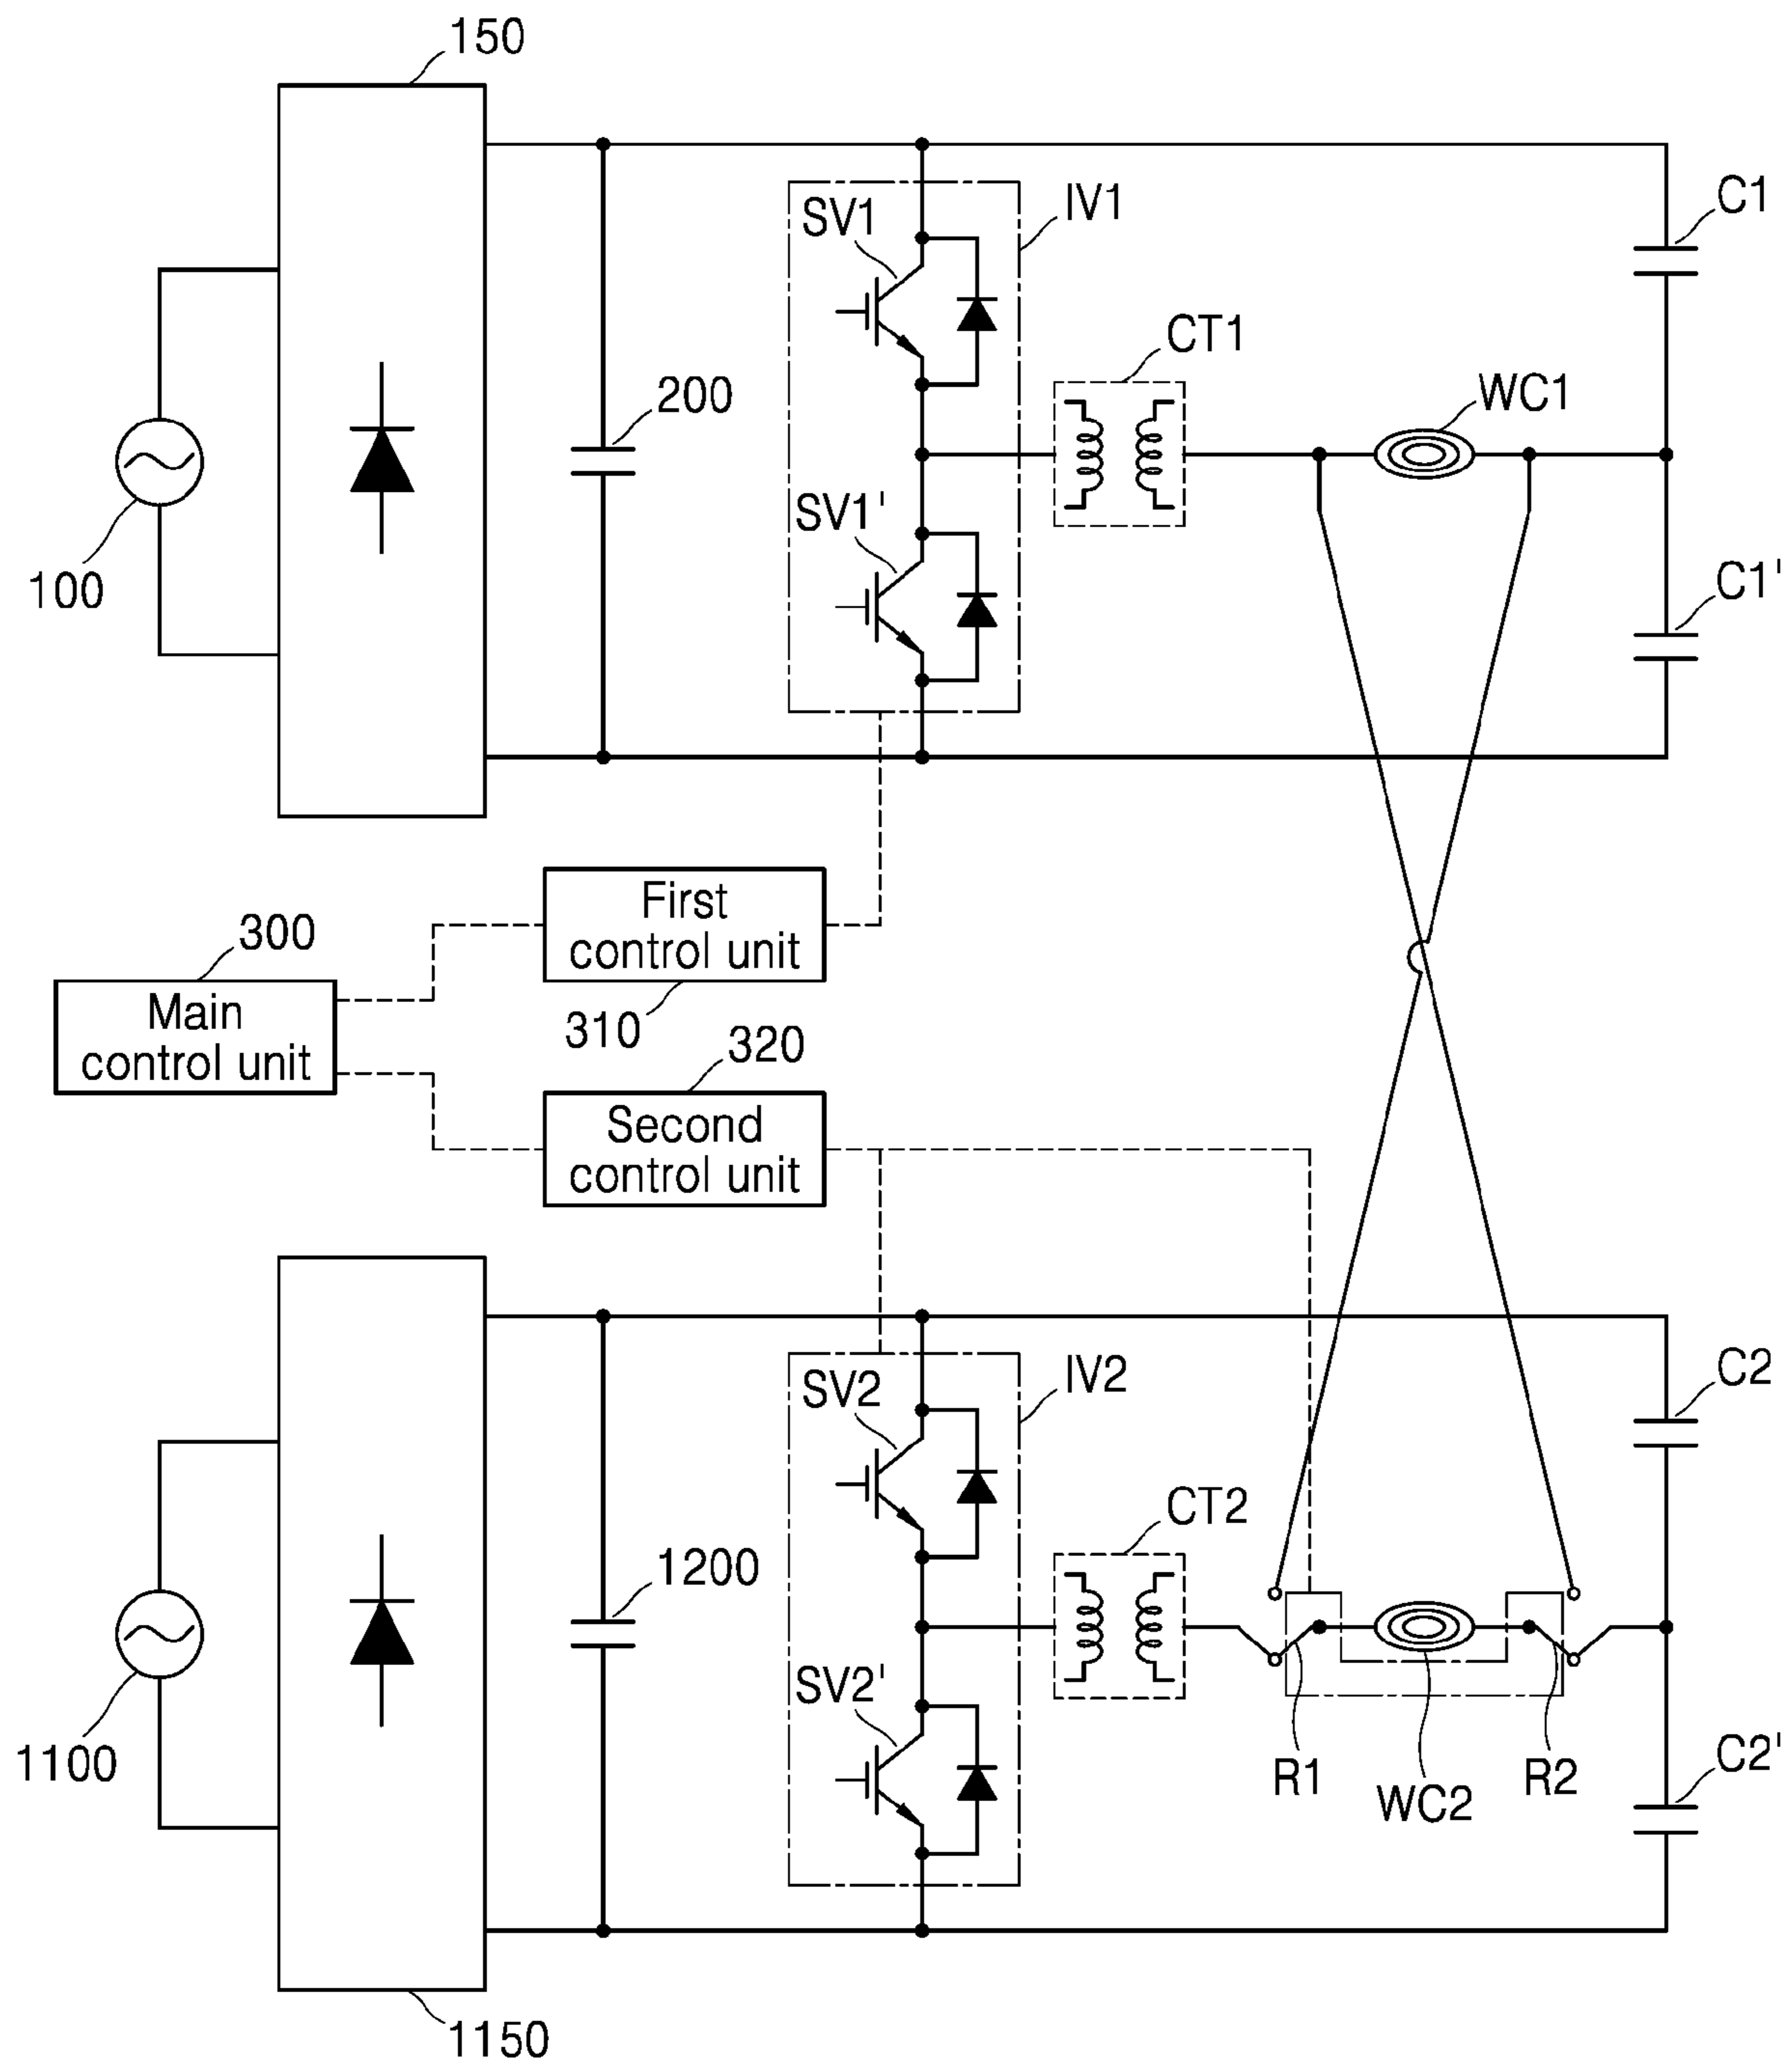 150
IV1
SV1
C1
CT1
200
WC1
SV1'
100
C1'
First
control unit
300
Main
control unit
310
320
Second
control unit
SV2
IV2
C2
CT2
1200
SV2'
1100
R1
WC2
R2
C2'
1150